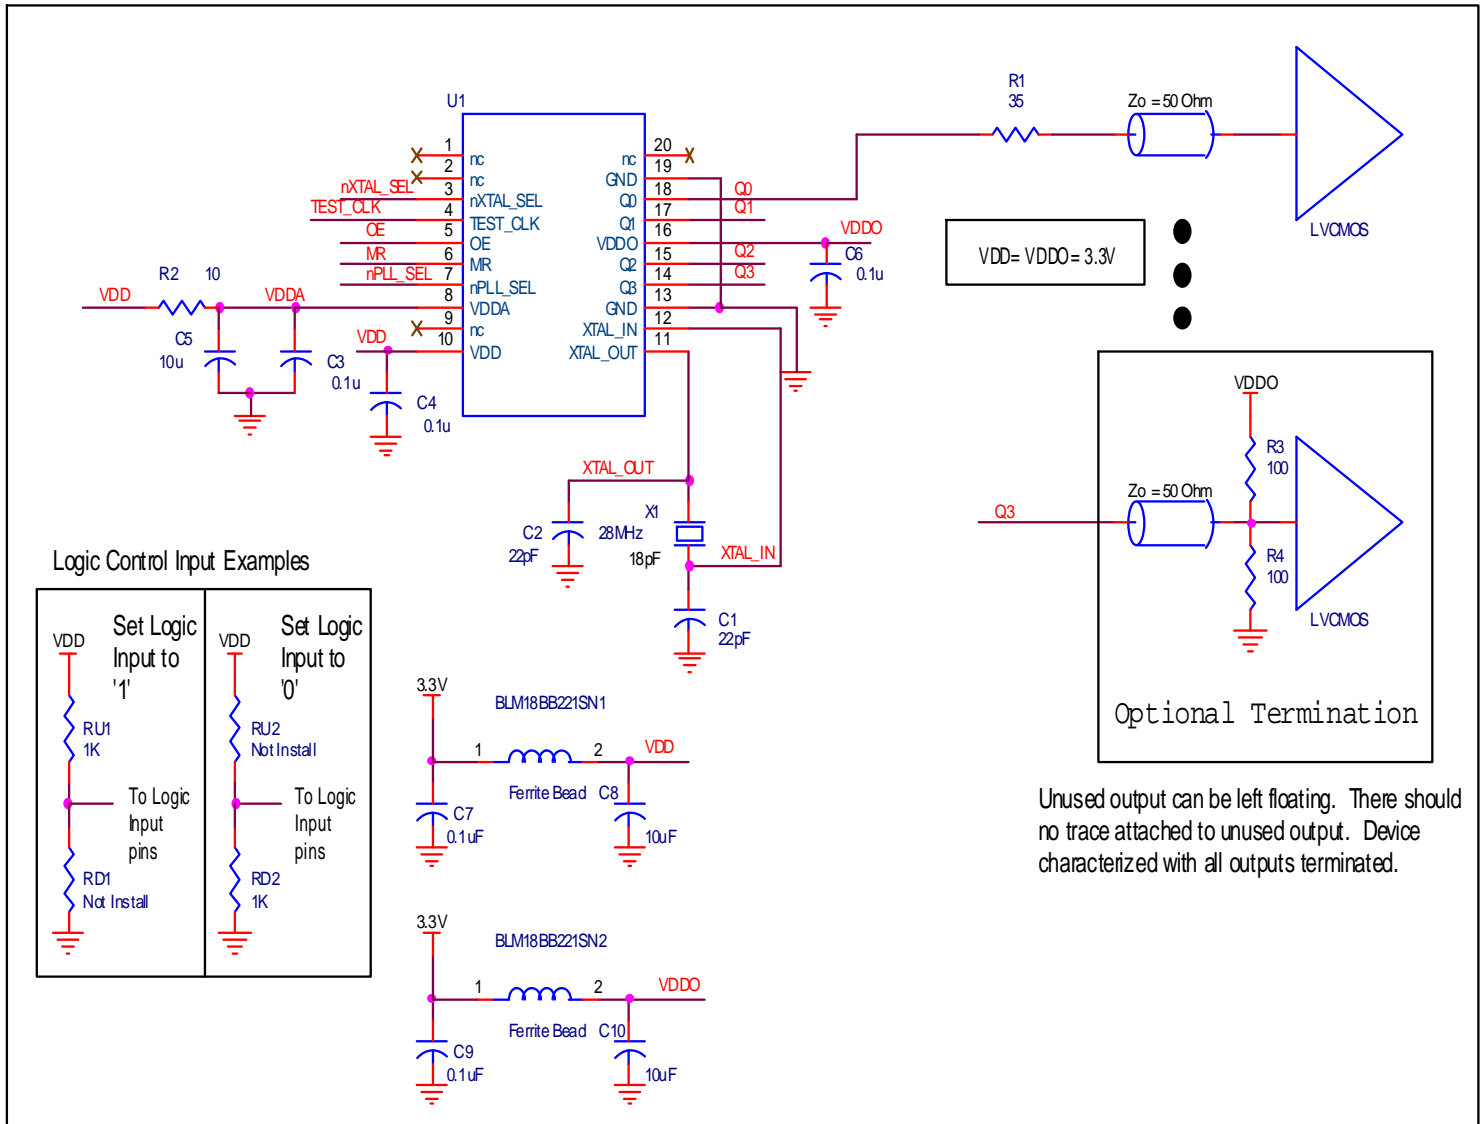 U1
1
nc
2
nc
nXTAL_SEL
3
nXTAL_SEL
TEST_CLK
4
TEST_CLK
OE
5
OE
MR
6
MR
nPLL_SEL
7
nPLL_SEL
8
VDDA
9
nc
10
VDD
20
nc
19
GND
18
Q0
Q0
17
Q1
Q1
16
VDDO
VDDO
15
Q2
Q2
14
Q3
Q3
13
GND
12
XTAL_IN
11
XTAL_OUT
R1
35
Zo = 50 Ohm
LVCMOS
VDD= VDDO= 3.3V
C6
0.1u
VDD
R2 10
VDDA
C5
10u
C3
0.1u
VDD
C4
0.1u
XTAL_OUT
C2
22pF
X1
28MHz
18pF
XTAL_IN
C1
22pF
VDDO
R3
100
Zo = 50 Ohm
Q3
R4
100
LVCMOS
Optional Termination
Unused output can be left floating. There should
no trace attached to unused output. Device
characterized with all outputs terminated.
Logic Control Input Examples
Set Logic
Input to
'1'
VDD
RU1
1K
To Logic
Input
pins
RD1
Not Install
Set Logic
Input to
'0'
VDD
RU2
Not Install
To Logic
Input
pins
RD2
1K
3.3V
BLM18BB221SN1
1
2
VDD
Ferrite Bead
C7
0.1uF
C8
10uF
3.3V
BLM18BB221SN2
1
2
VDDO
Ferrite Bead
C9
0.1uF
C10
10uF